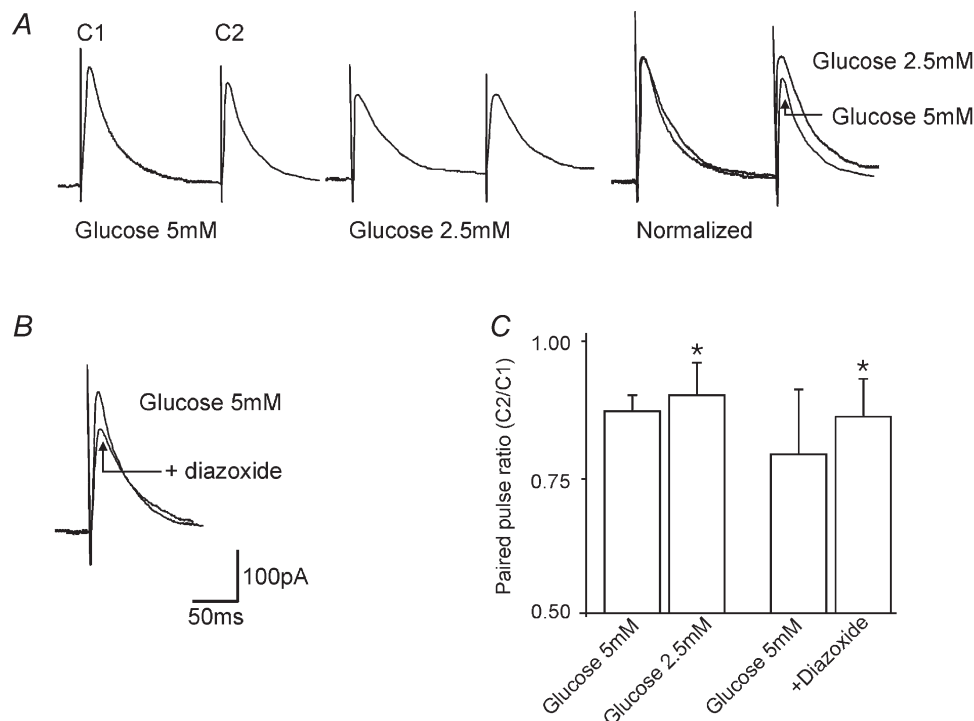 A
C1
C2
Glucose 5mM
Glucose 2.5mM
Normalized
Glucose 2.5mM
Glucose 5mM
B
Glucose 5mM
+ diazoxide
100pA
50ms
C
Paired pulse ratio (C2/C1)
1.00
0.75
0.50
*
*
Glucose 5mM
Glucose 2.5mM
Glucose 5mM
+Diazoxide